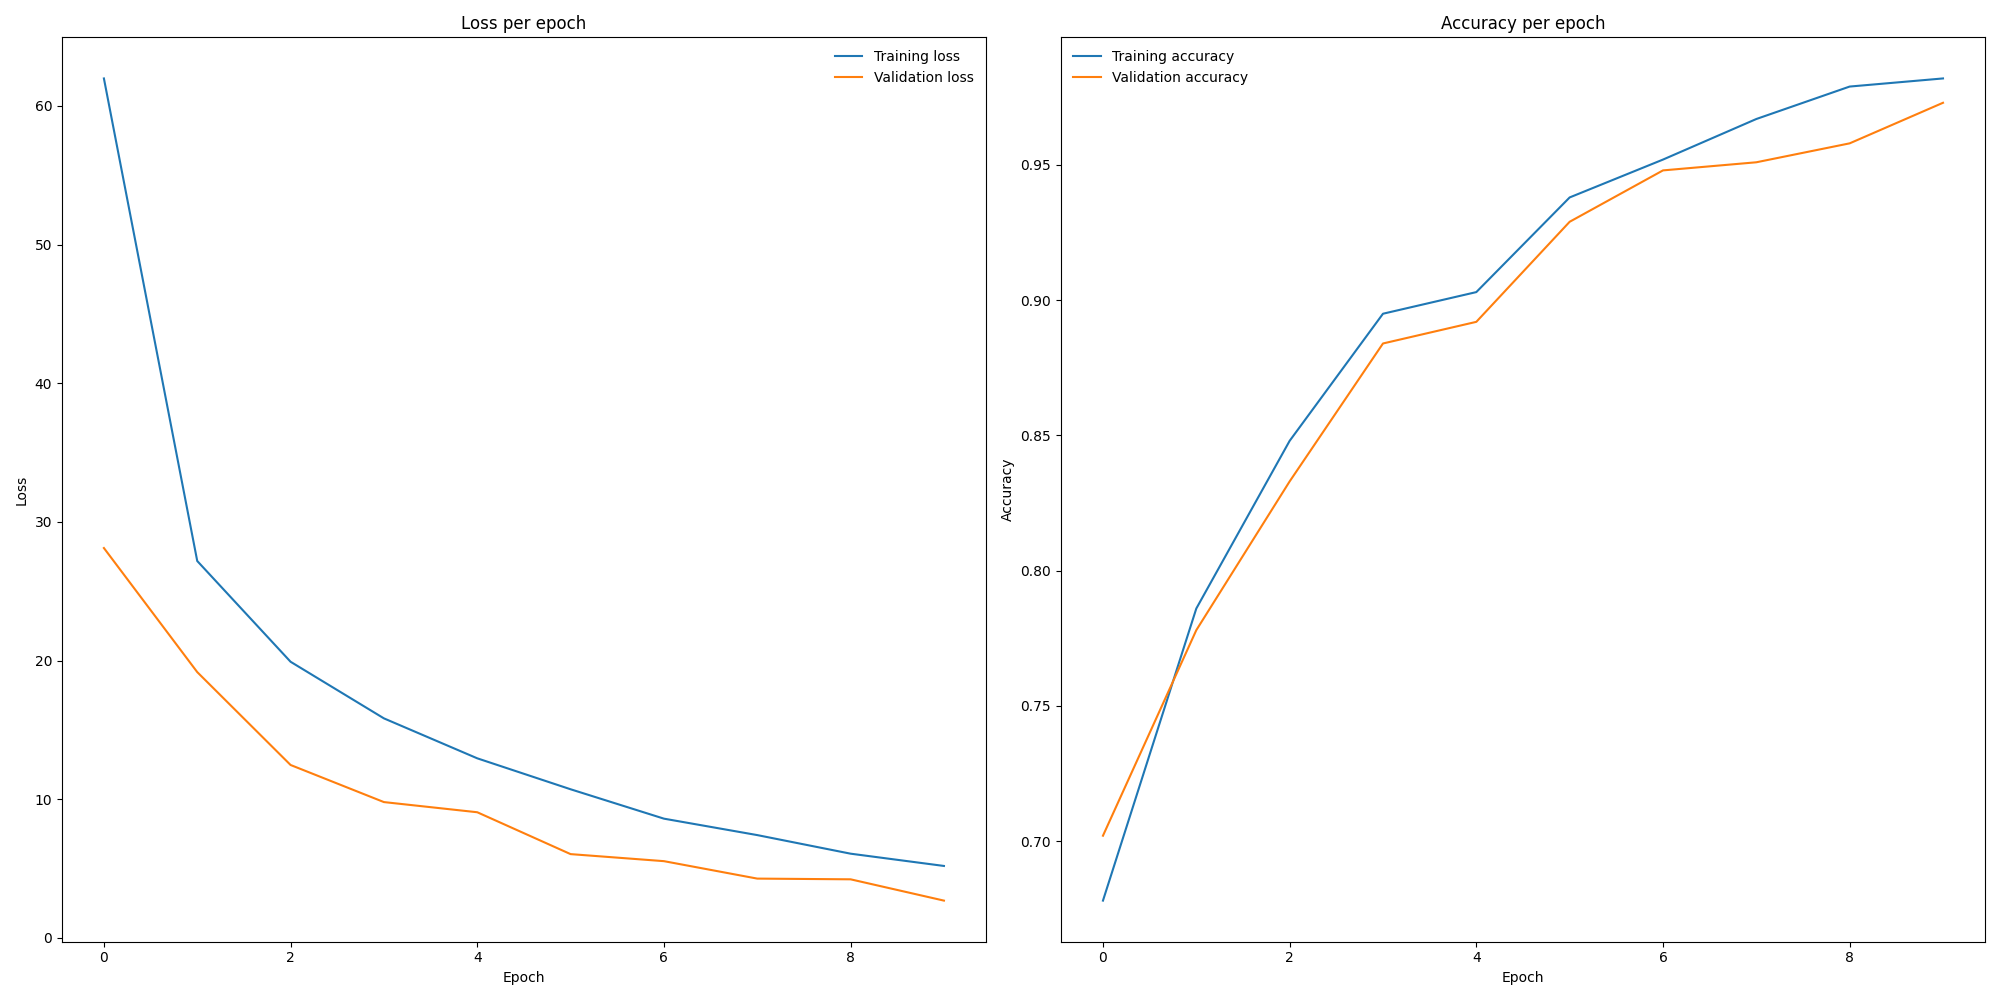 Loss per epoch
Training loss
Validation loss
60
50
40
30
20
10
0
Loss
0 2 4 6 8
Epoch
Accuracy per epoch
Training accuracy
Validation accuracy
0.95
0.90
0.85
0.80
0.75
0.70
Accuracy
0 2 4 6 8
Epoch